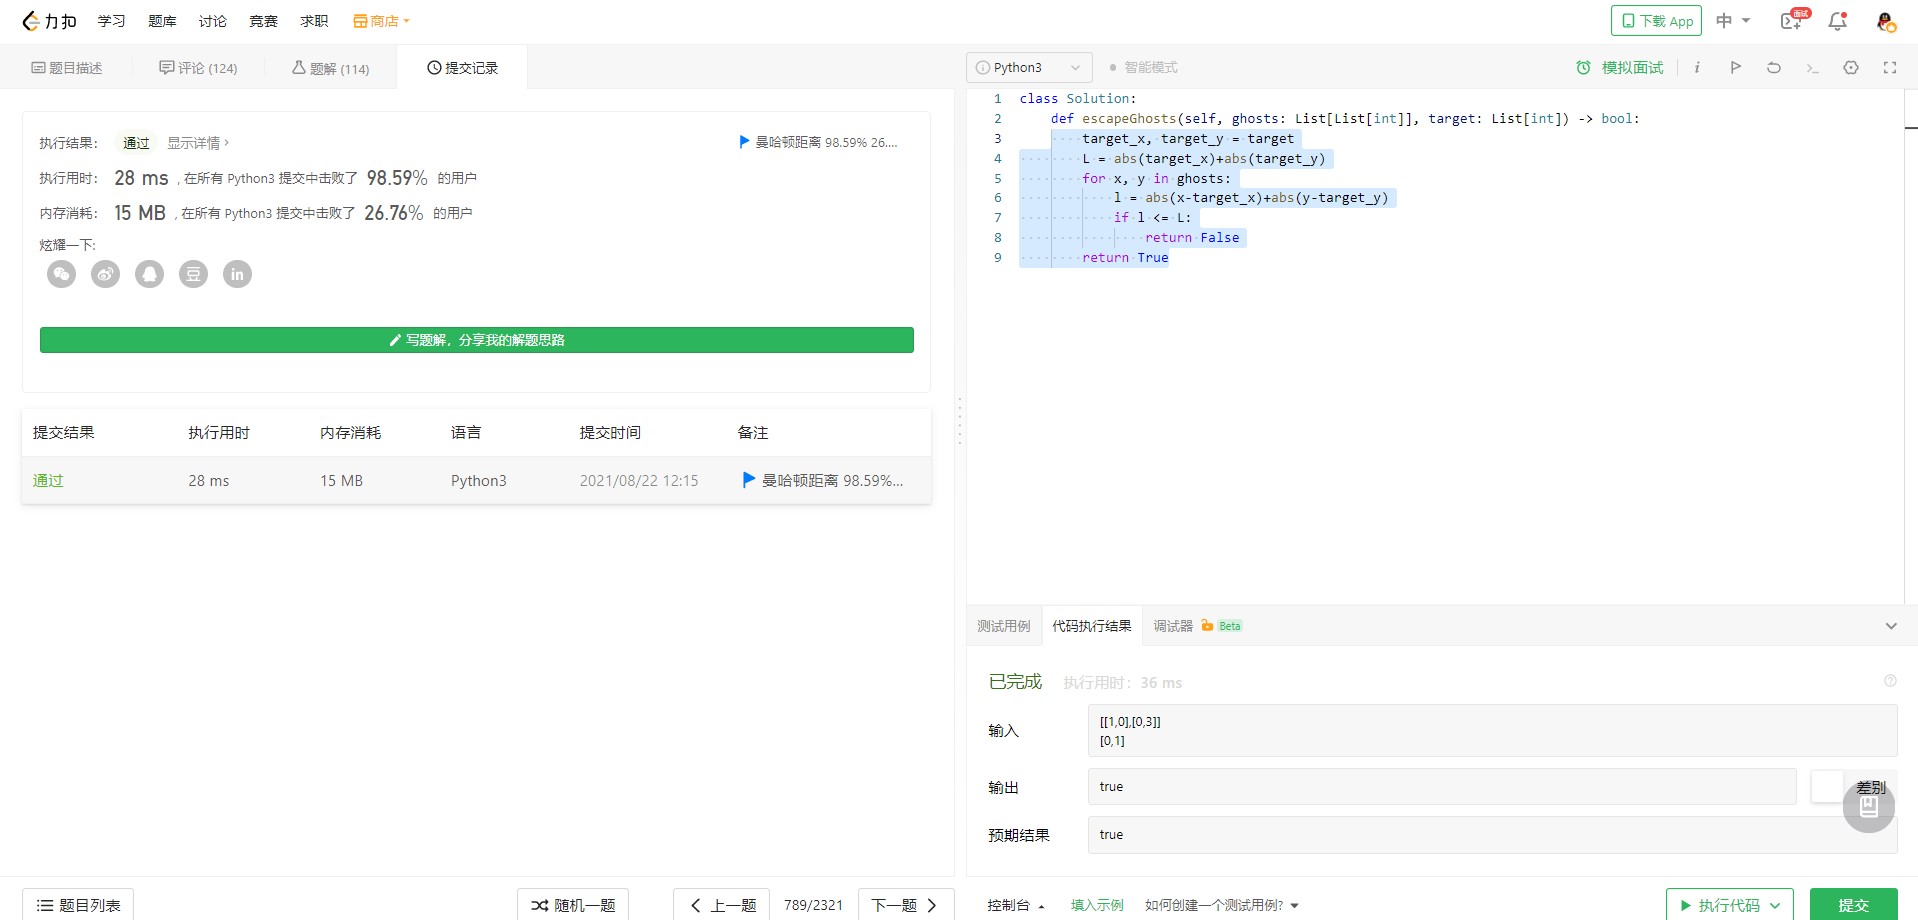 力扣 学习 题库 讨论 竞赛 求职 商店
下载 App 中 面试
题目描述 评论 (124) 题解 (114) 提交记录
执行结果： 通过 显示详情 >
曼哈顿距离 98.59% 26....
执行用时： 28 ms , 在所有 Python3 提交中击败了 98.59% 的用户
内存消耗： 15 MB , 在所有 Python3 提交中击败了 26.76% 的用户
炫耀一下:
豆 in
写题解，分享我的解题思路
提交结果 执行用时 内存消耗 语言 提交时间 备注
通过 28 ms 15 MB Python3 2021/08/22 12:15 曼哈顿距离 98.59%...
题目列表 随机一题 上一题 789/2321 下一题
Python3 智能模式 模拟面试 i
1 class Solution:
2 def escapeGhosts(self, ghosts: List[List[int]], target: List[int]) -> bool:
3 target_x, target_y = target
4 L = abs(target_x)+abs(target_y)
5 for x, y in ghosts:
6 l = abs(x-target_x)+abs(y-target_y)
7 if l <= L:
8 return False
9 return True
测试用例 代码执行结果 调试器 Beta
已完成 执行用时：36 ms
输入
[[1,0],[0,3]]
[0,1]
输出 true 差别
预期结果 true
控制台 填入示例 如何创建一个测试用例? 执行代码 提交